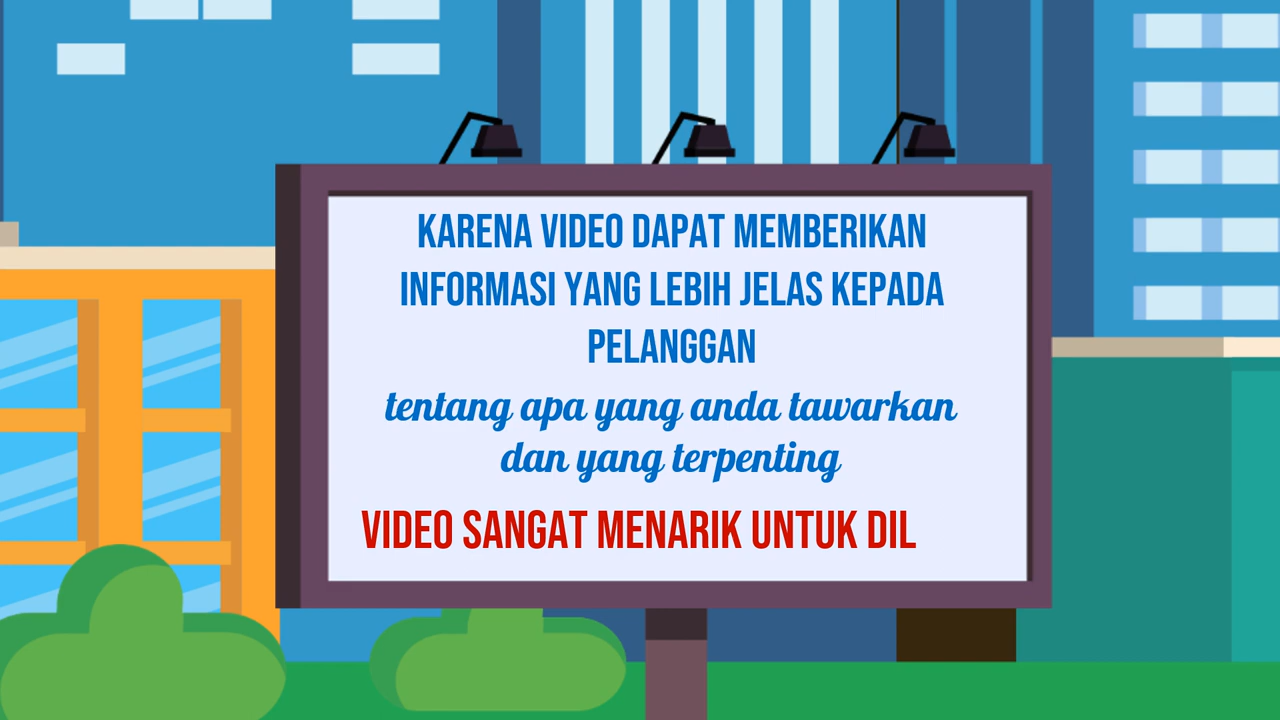 KARENA VIDEO DAPAT MEMBERIKAN
INFORMASI YANG LEBIH JELAS KEPADA
PELANGGAN
tentang apa yang anda tawarkan
dan yang terpenting
VIDEO SANGAT MENARIK UNTUK DIL